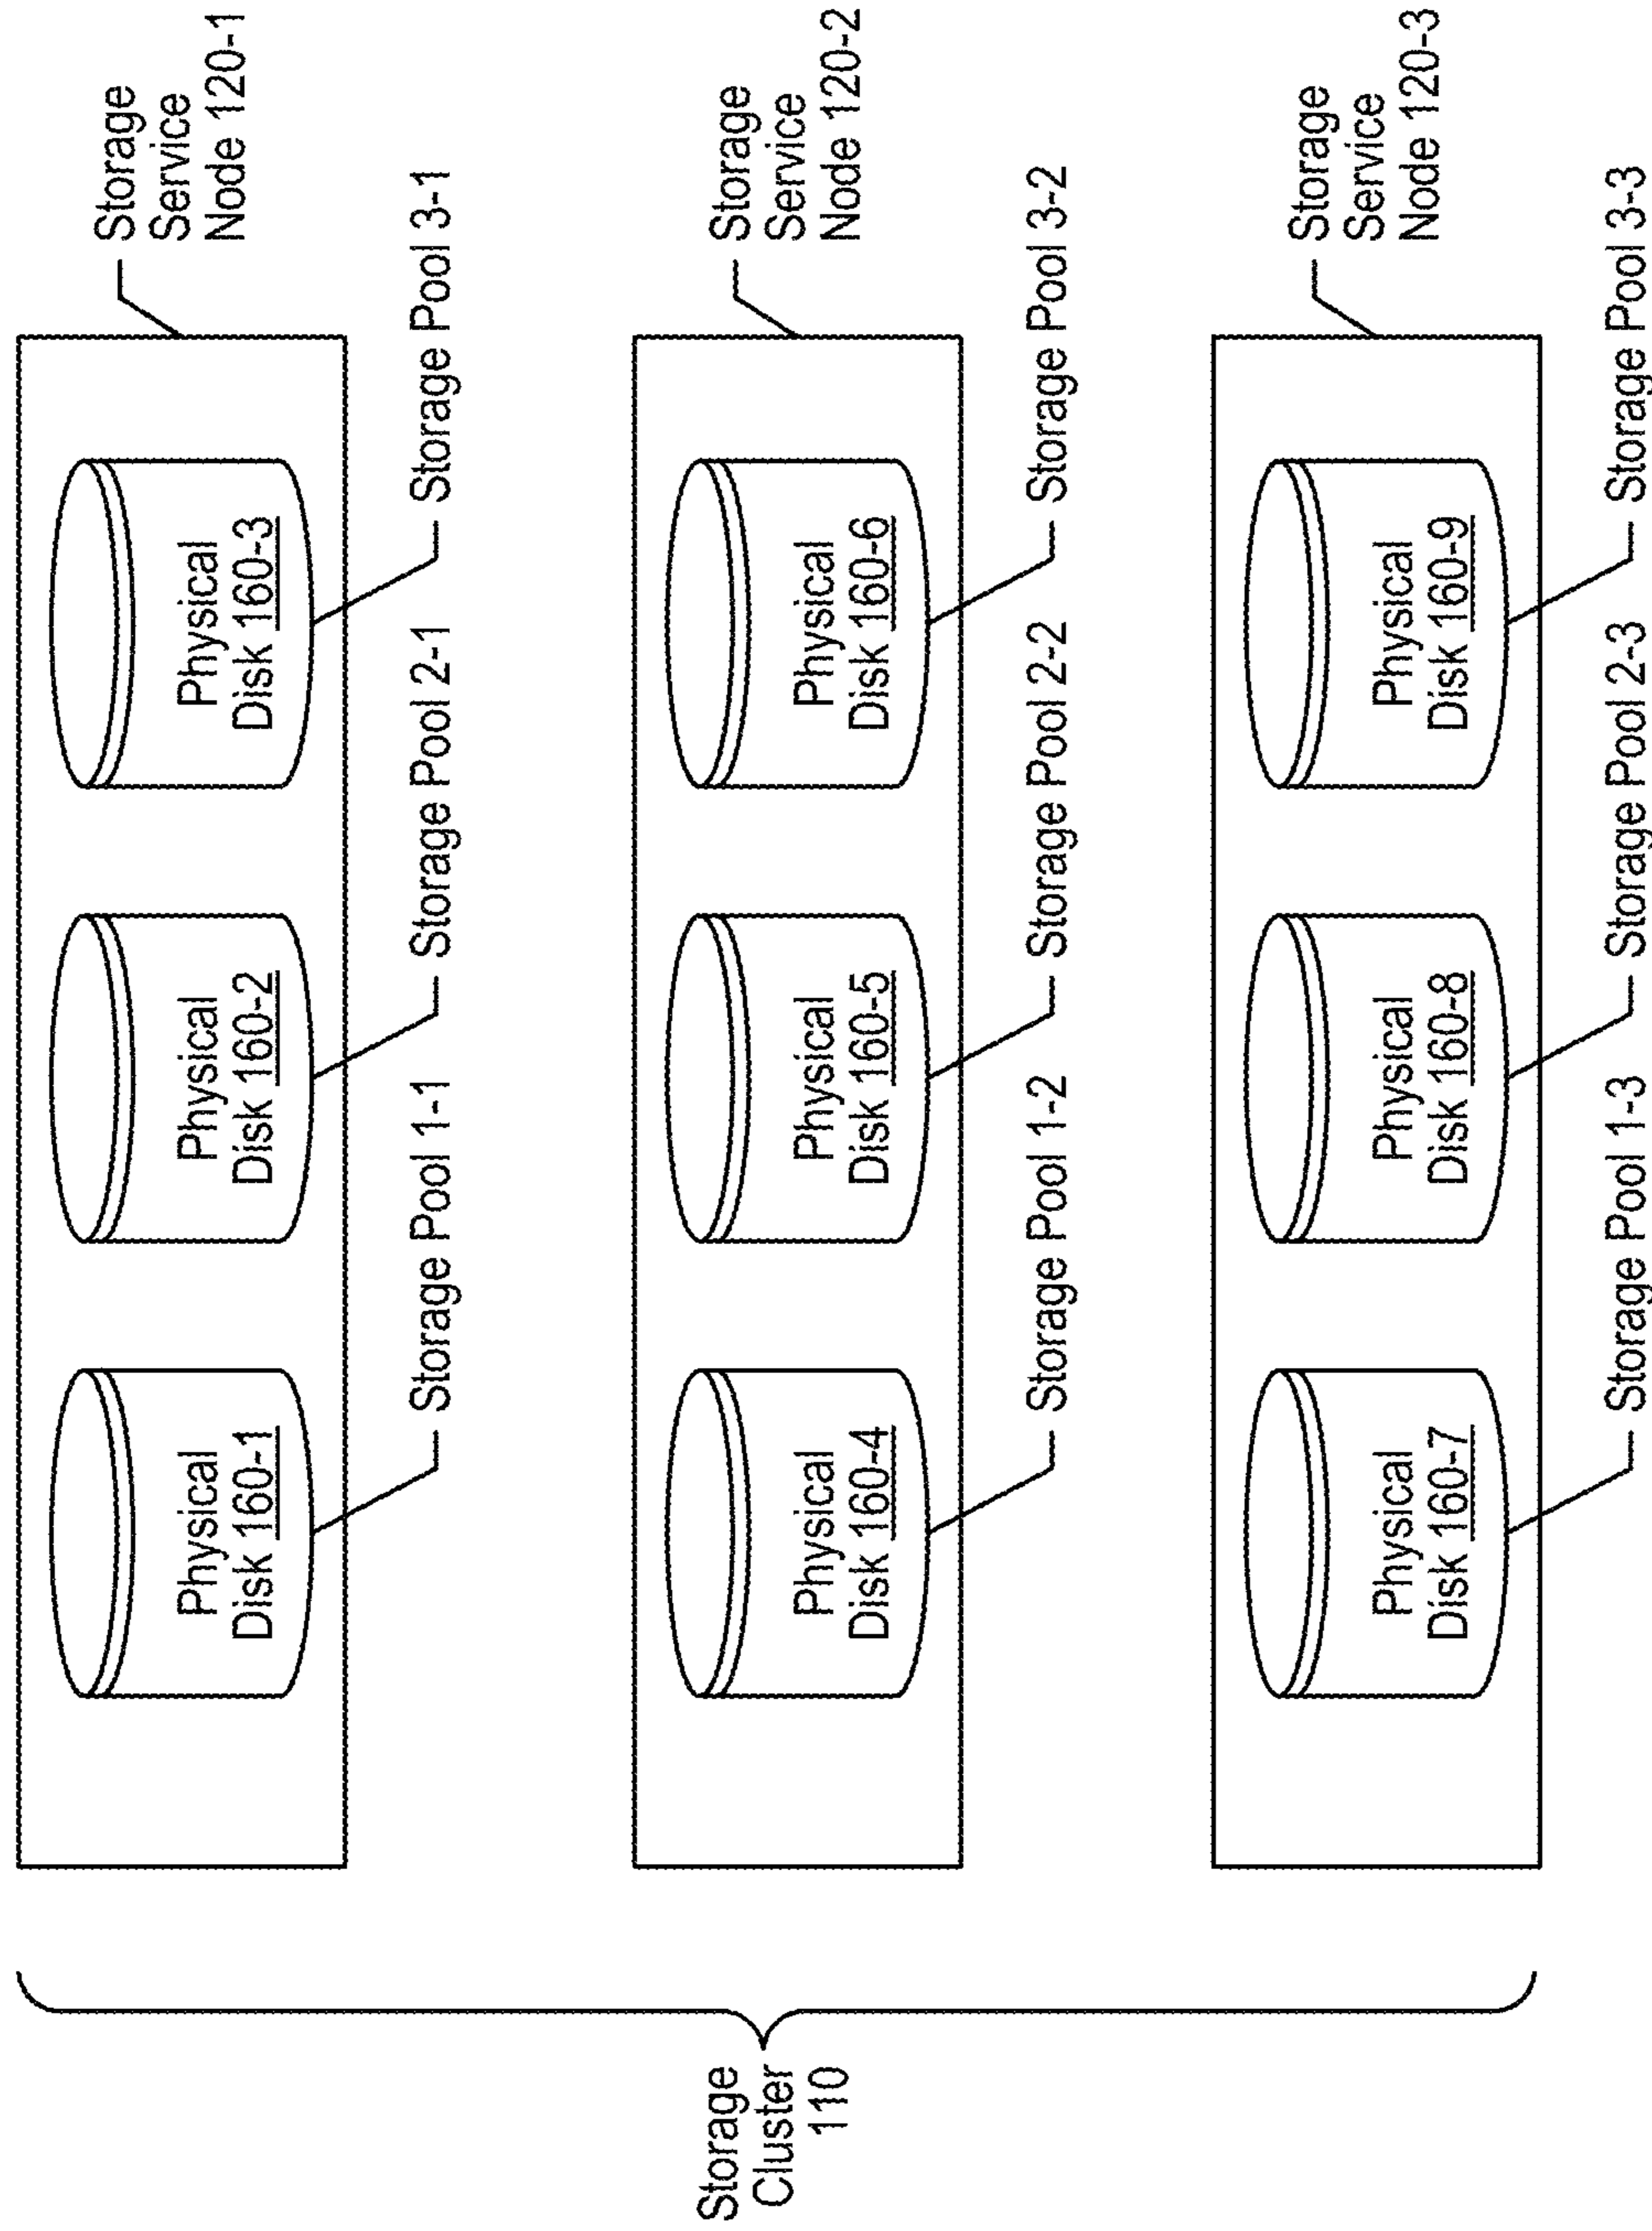 Storage
Cluster
110
Physical
Disk 160-1
Physical
Disk 160-2
Physical
Disk 160-3
Storage
Service
Node 120-1
Storage Pool 1-1
Storage Pool 2-1
Storage Pool 3-1
Physical
Disk 160-4
Physical
Disk 160-5
Physical
Disk 160-6
Storage
Service
Node 120-2
Storage Pool 1-2
Storage Pool 2-2
Storage Pool 3-2
Physical
Disk 160-7
Physical
Disk 160-8
Physical
Disk 160-9
Storage
Service
Node 120-3
Storage Pool 1-3
Storage Pool 2-3
Storage Pool 3-3